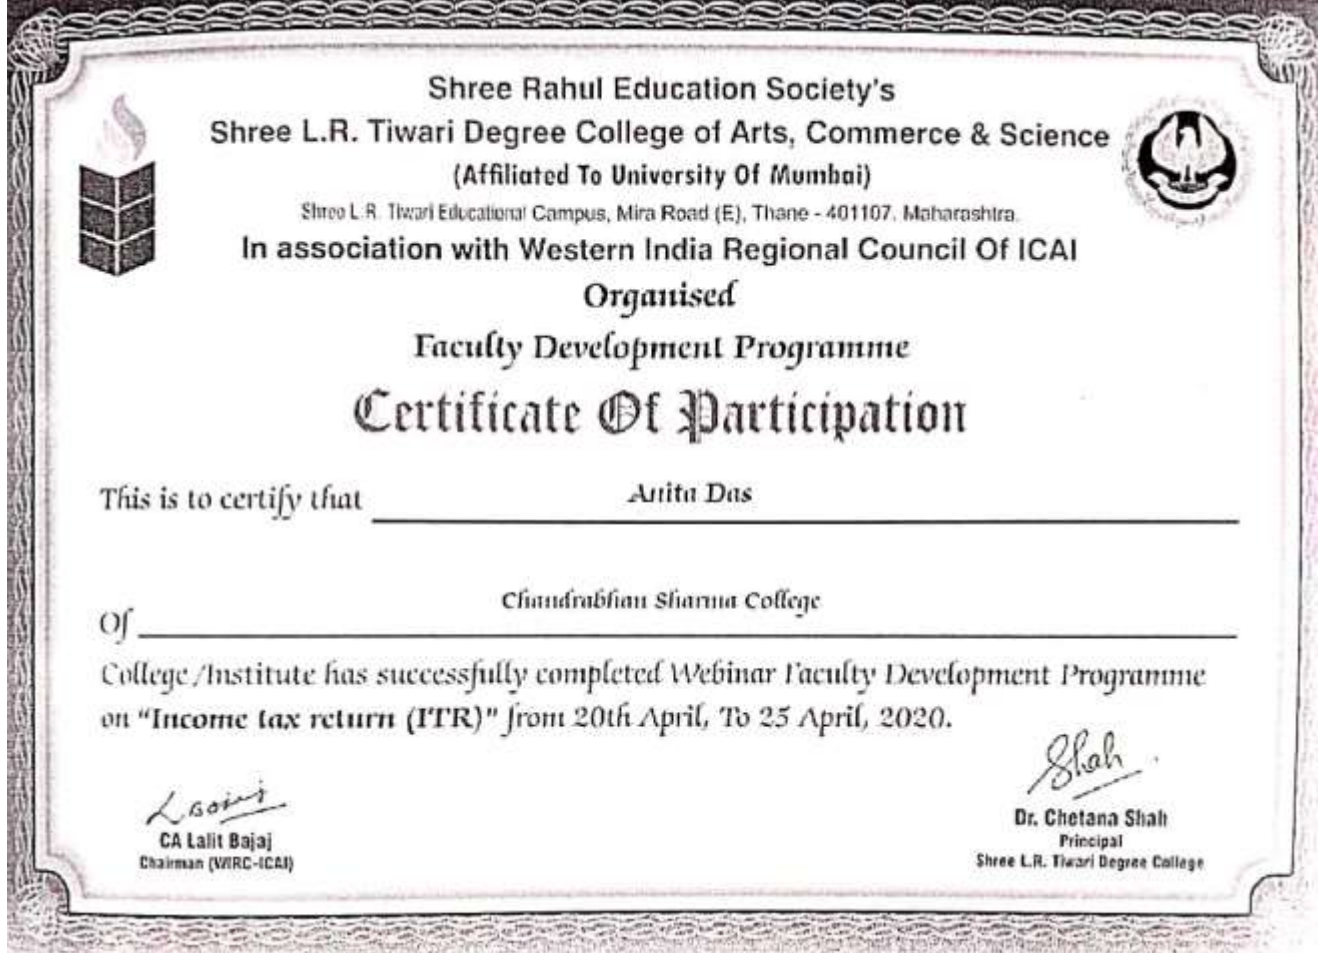 Shree Rahul Education Society's
Shree L.R. Tiwari Degree College of Arts, Commerce & Science
(Affiliated To University Of Mumbai)
Shree L.R. Tiwari Educational Campus, Mira Road (E), Thane - 401107. Maharashtra.
In association with Western India Regional Council Of ICAI
Organised
Faculty Development Programme
Certificate Of Participation
This is to certify that Anita Das
Of Chandrabhan Sharma College
College/Institute has successfully completed Webinar Faculty Development Programme
on "Income tax return (ITR)" from 20th April, To 25 April, 2020.
Shah
CA Lalit Bajaj
Chairman (WIRC-ICAI)
Dr. Chetana Shah
Principal
Shree L.R. Tiwari Degree College